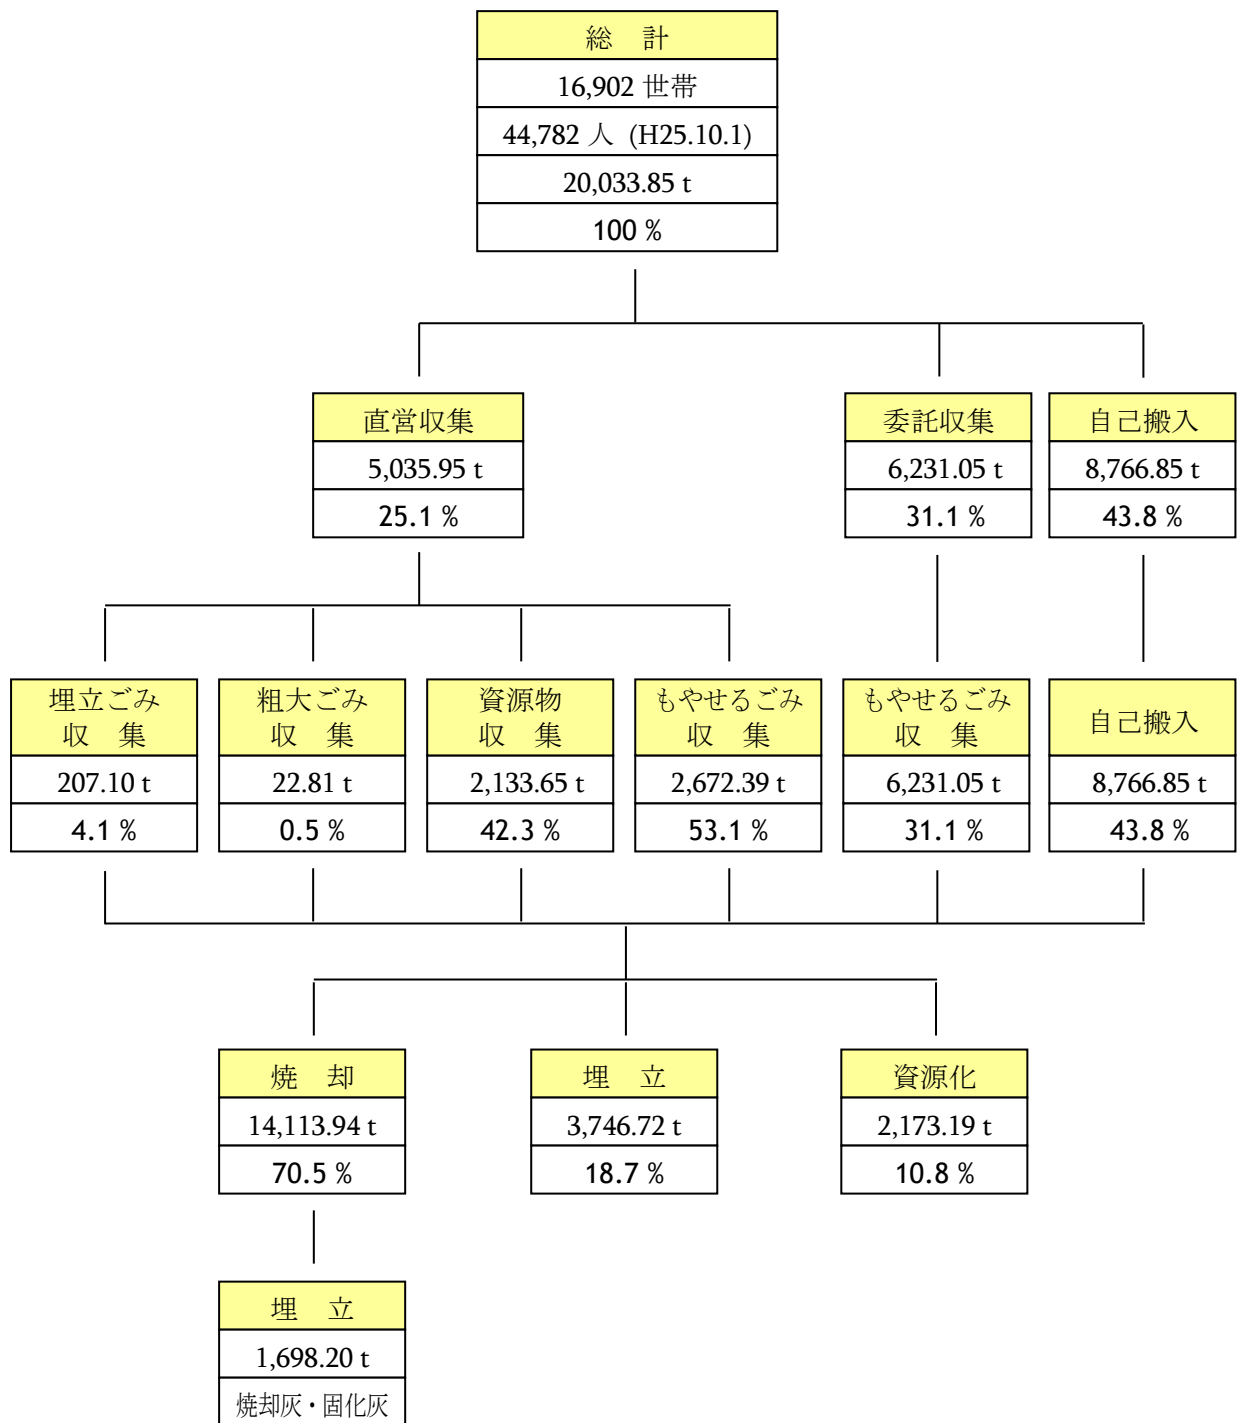 総　計
16,902 世帯
44,782 人 (H25.10.1)
20,033.85 t
100 %
直営収集
5,035.95 t
25.1 %
委託収集
6,231.05 t
31.1 %
自己搬入
8,766.85 t
43.8 %
埋立ごみ
収　集
207.10 t
4.1 %
粗大ごみ
収　集
22.81 t
0.5 %
資源物
収　集
2,133.65 t
42.3 %
もやせるごみ
収　集
2,672.39 t
53.1 %
もやせるごみ
収　集
6,231.05 t
31.1 %
自己搬入
8,766.85 t
43.8 %
焼　却
14,113.94 t
70.5 %
埋　立
3,746.72 t
18.7 %
資源化
2,173.19 t
10.8 %
埋　立
1,698.20 t
焼却灰・固化灰